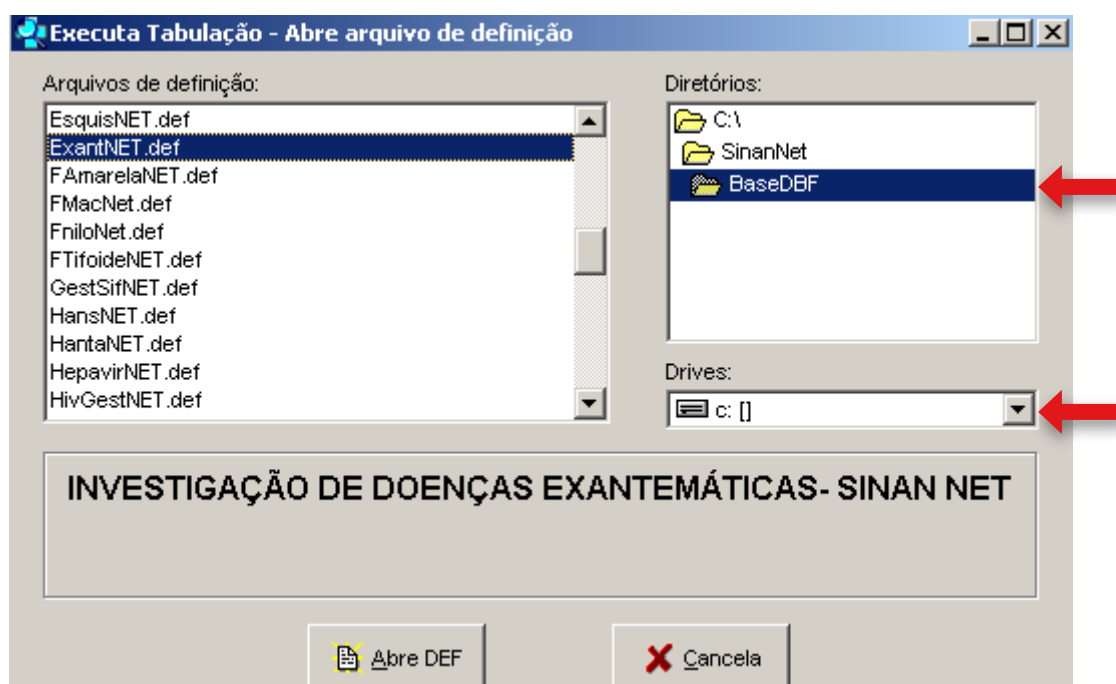 Executa Tabulação - Abre arquivo de definição
Arquivos de definição:
EsquisNET.def
ExantNET.def
FAmarelaNET.def
FMacNet.def
FniloNet.def
FTifoideNET.def
GestSifNET.def
HansNET.def
HantaNET.def
HepavirNET.def
HivGestNET.def
Diretórios:
C:\
SinanNet
BaseDBF
Drives:
c: []
INVESTIGAÇÃO DE DOENÇAS EXANTEMÁTICAS- SINAN NET
Abre DEF
Cancela